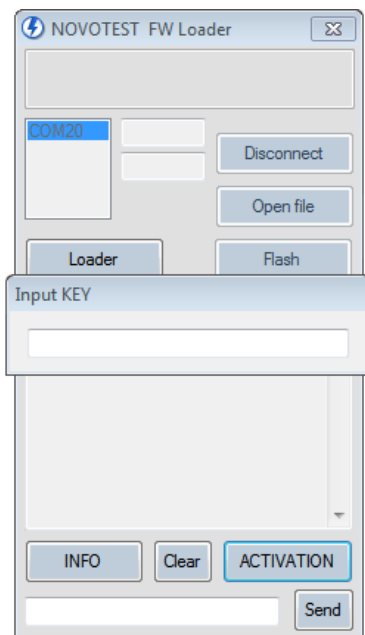 NOVOTEST FW Loader
COM20
Disconnect
Open file
Loader
Flash
Input KEY
INFO
Clear
ACTIVATION
Send